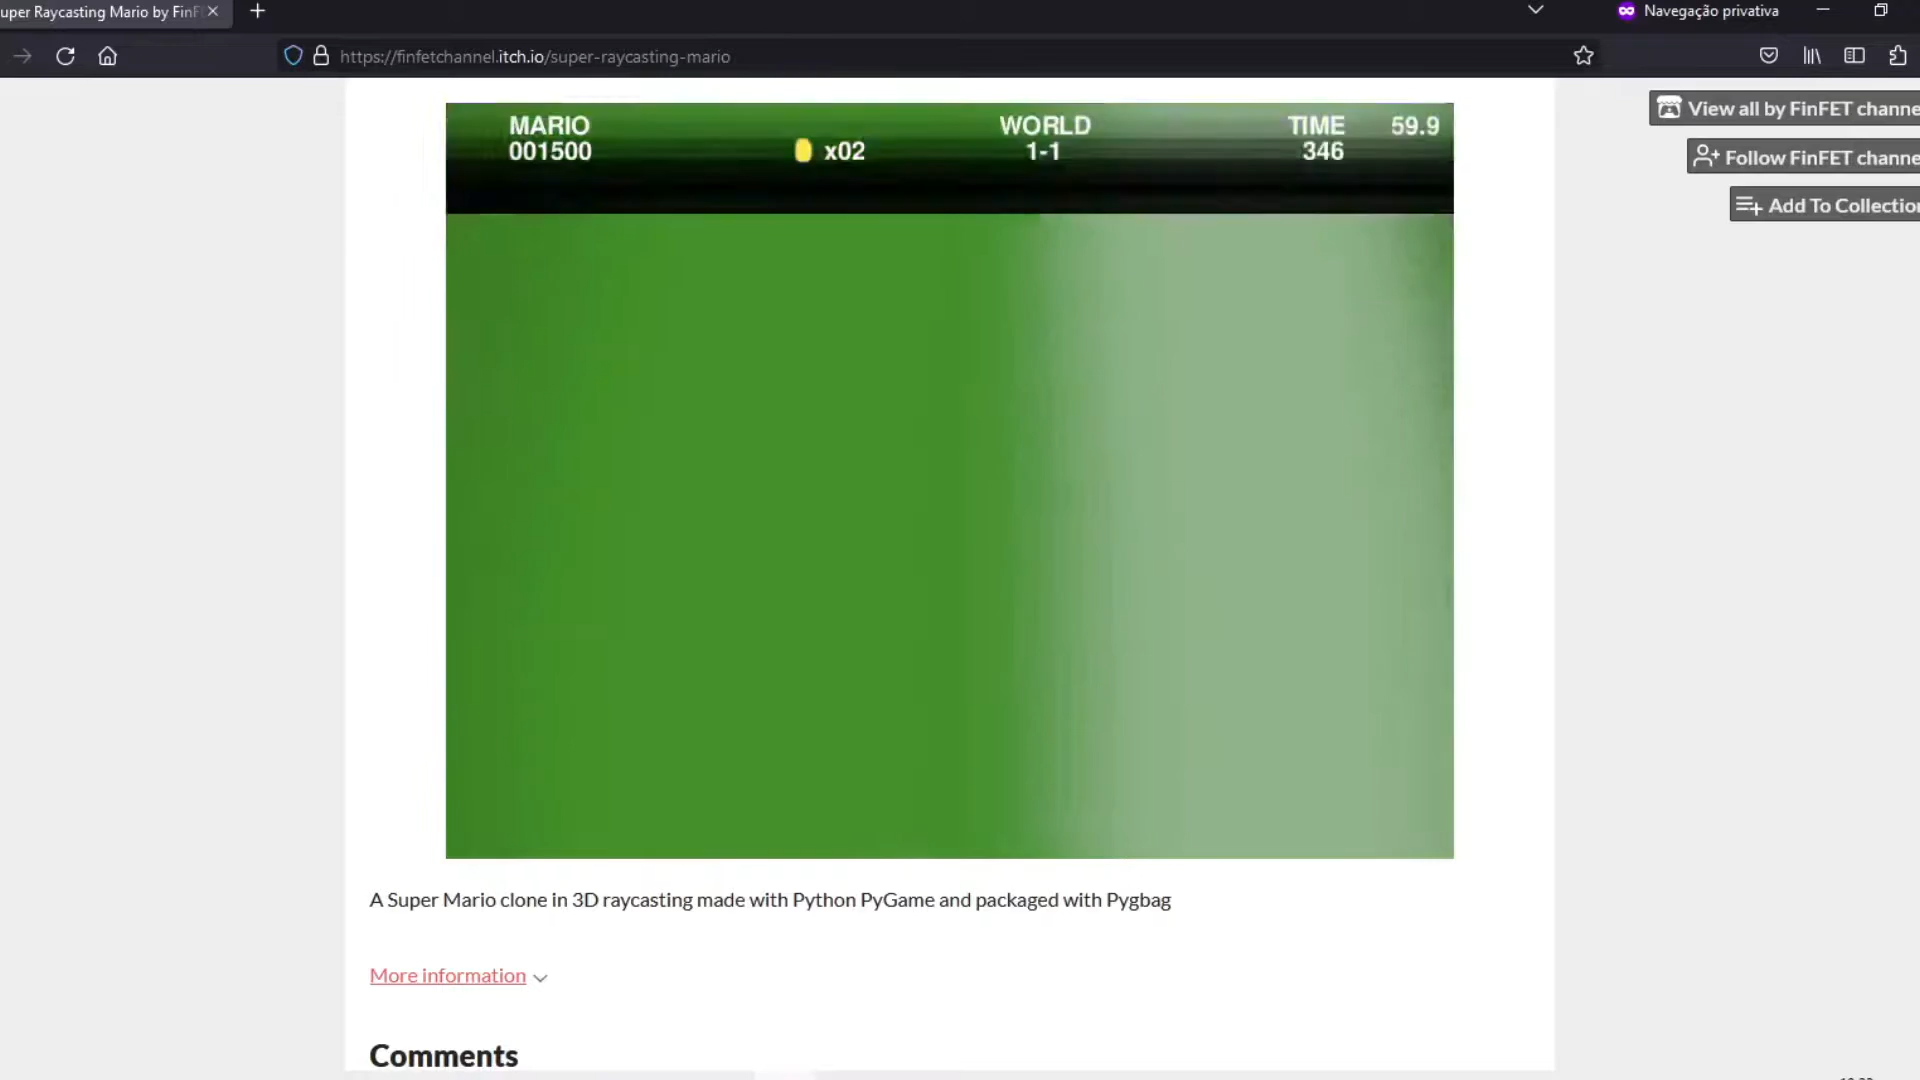 uper Raycasting Mario by FinF
Navegação privativa
https://finfetchannel.itch.io/super-raycasting-mario
View all by FinFET channe
Follow FinFET channe
Add To Collection
MARIO WORLD TIME 59.9
001500 x02 1-1 346
A Super Mario clone in 3D raycasting made with Python PyGame and packaged with Pygbag
More information
Comments